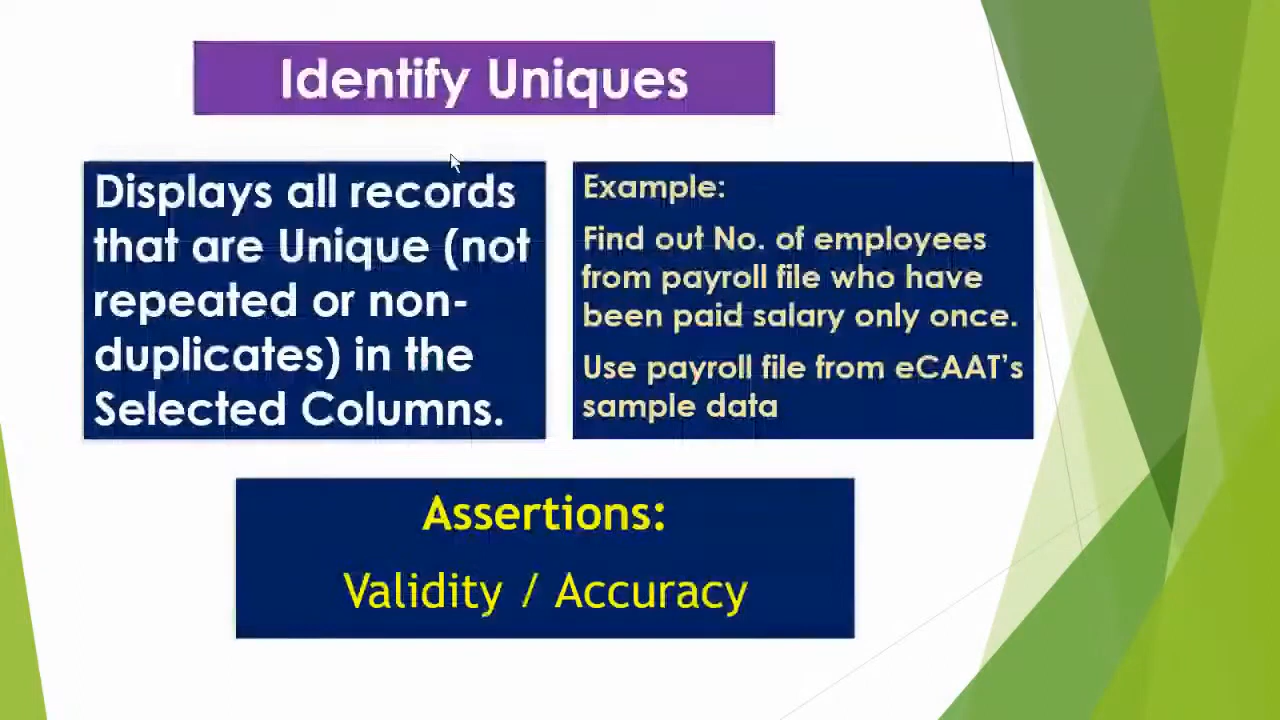 Identify Uniques
Displays all records
that are Unique (not
repeated or non-
duplicates) in the
Selected Columns.
Example:
Find out No. of employees
from payroll file who have
been paid salary only once.
Use payroll file from eCAAT's
sample data
Assertions:
Validity / Accuracy